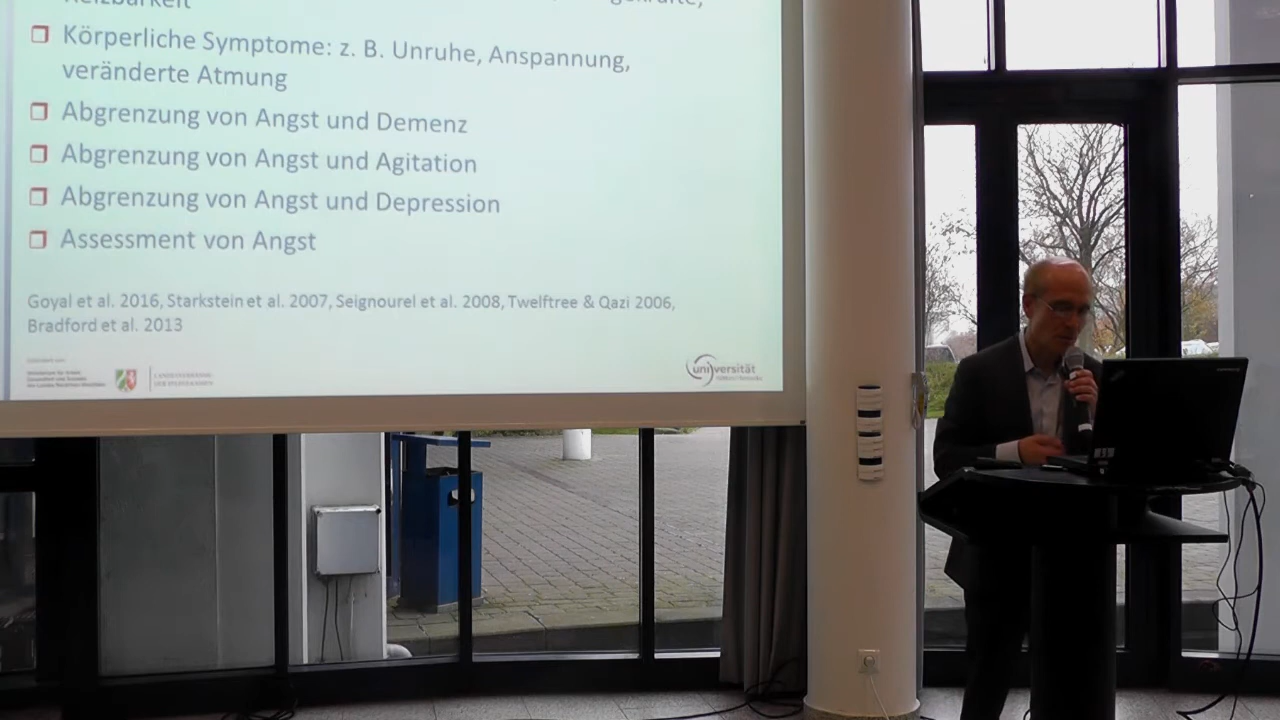 Reizbarkeit
Körperliche Symptome: z. B. Unruhe, Anspannung,
veränderte Atmung
Abgrenzung von Angst und Demenz
Abgrenzung von Angst und Agitation
Abgrenzung von Angst und Depression
Assessment von Angst
Goyal et al. 2016, Starkstein et al. 2007, Seignourel et al. 2008, Twelftree & Qazi 2006,
Bradford et al. 2013
universität